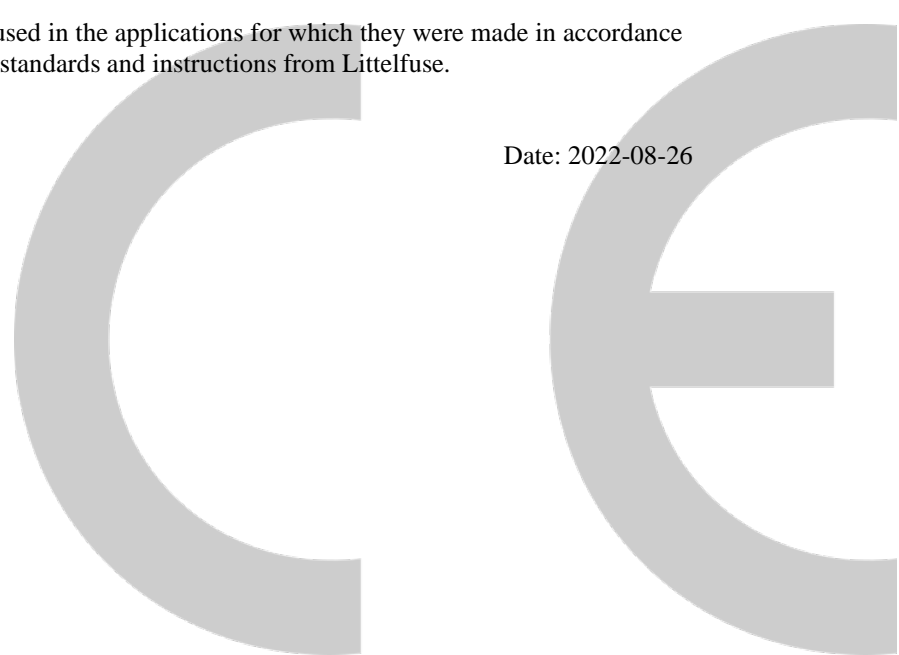 used in the applications for which they were made in accordance
standards and instructions from Littelfuse.
Date: 2022-08-26